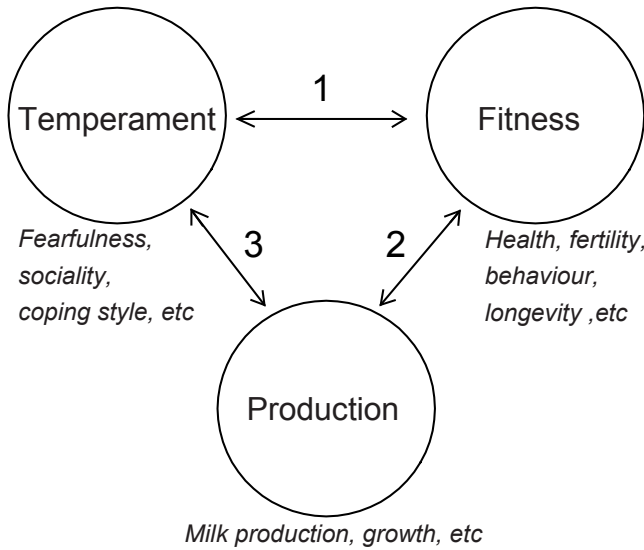 1
Temperament
Fitness
Fearfulness,
sociality,
coping style, etc
3
2
Health, fertility,
behaviour,
longevity ,etc
Production
Milk production, growth, etc